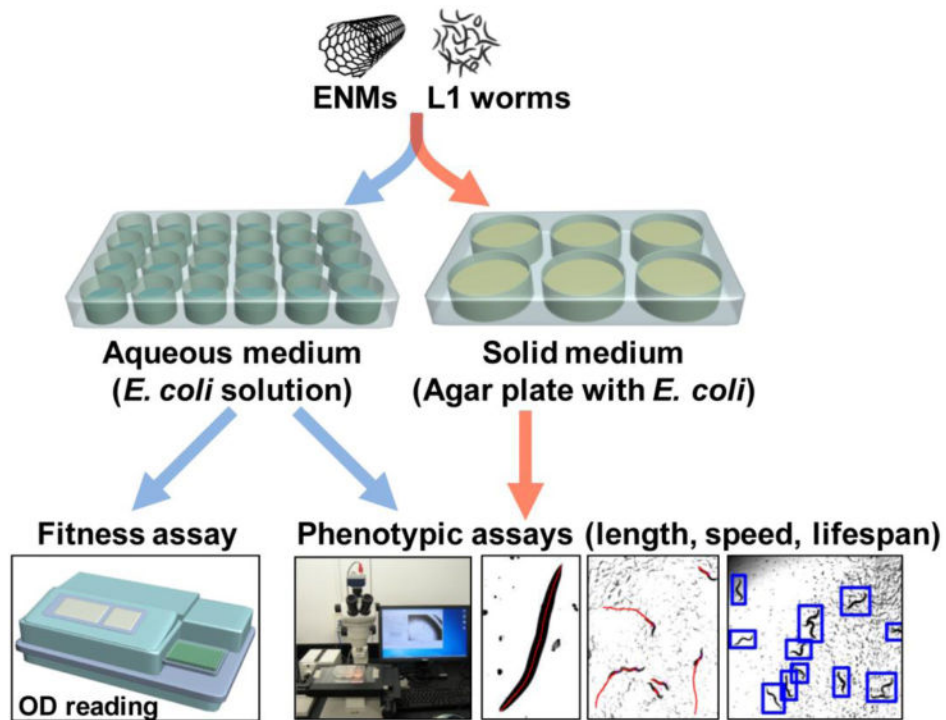 ENMs L1 worms
Aqueous medium
(E. coli solution)
Solid medium
(Agar plate with E. coli)
Fitness assay
Phenotypic assays (length, speed, lifespan)
OD reading